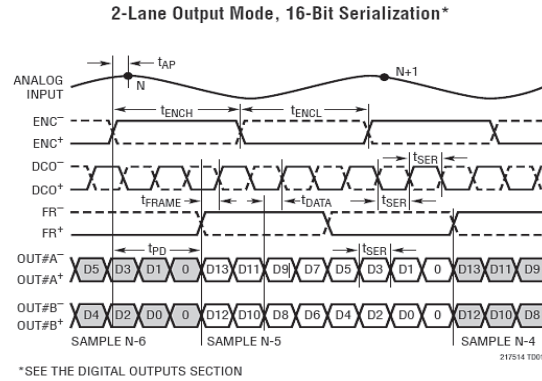 2-Lane Output Mode, 16-Bit Serialization*
tAP
ANALOG INPUT
N
N+1
tENCH
tENCL
ENC–
ENC+
tSER
DCO–
DCO+
tFRAME
tDATA
tSER
FR–
FR+
tPD
tSER
OUT#A–
OUT#A+
D5 D3 D1 0 D13 D11 D9 D7 D5 D3 D1 0 D13 D11 D9
OUT#B–
OUT#B+
D4 D2 D0 0 D12 D10 D8 D6 D4 D2 D0 0 D12 D10 D8
SAMPLE N-6
SAMPLE N-5
SAMPLE N-4
*SEE THE DIGITAL OUTPUTS SECTION